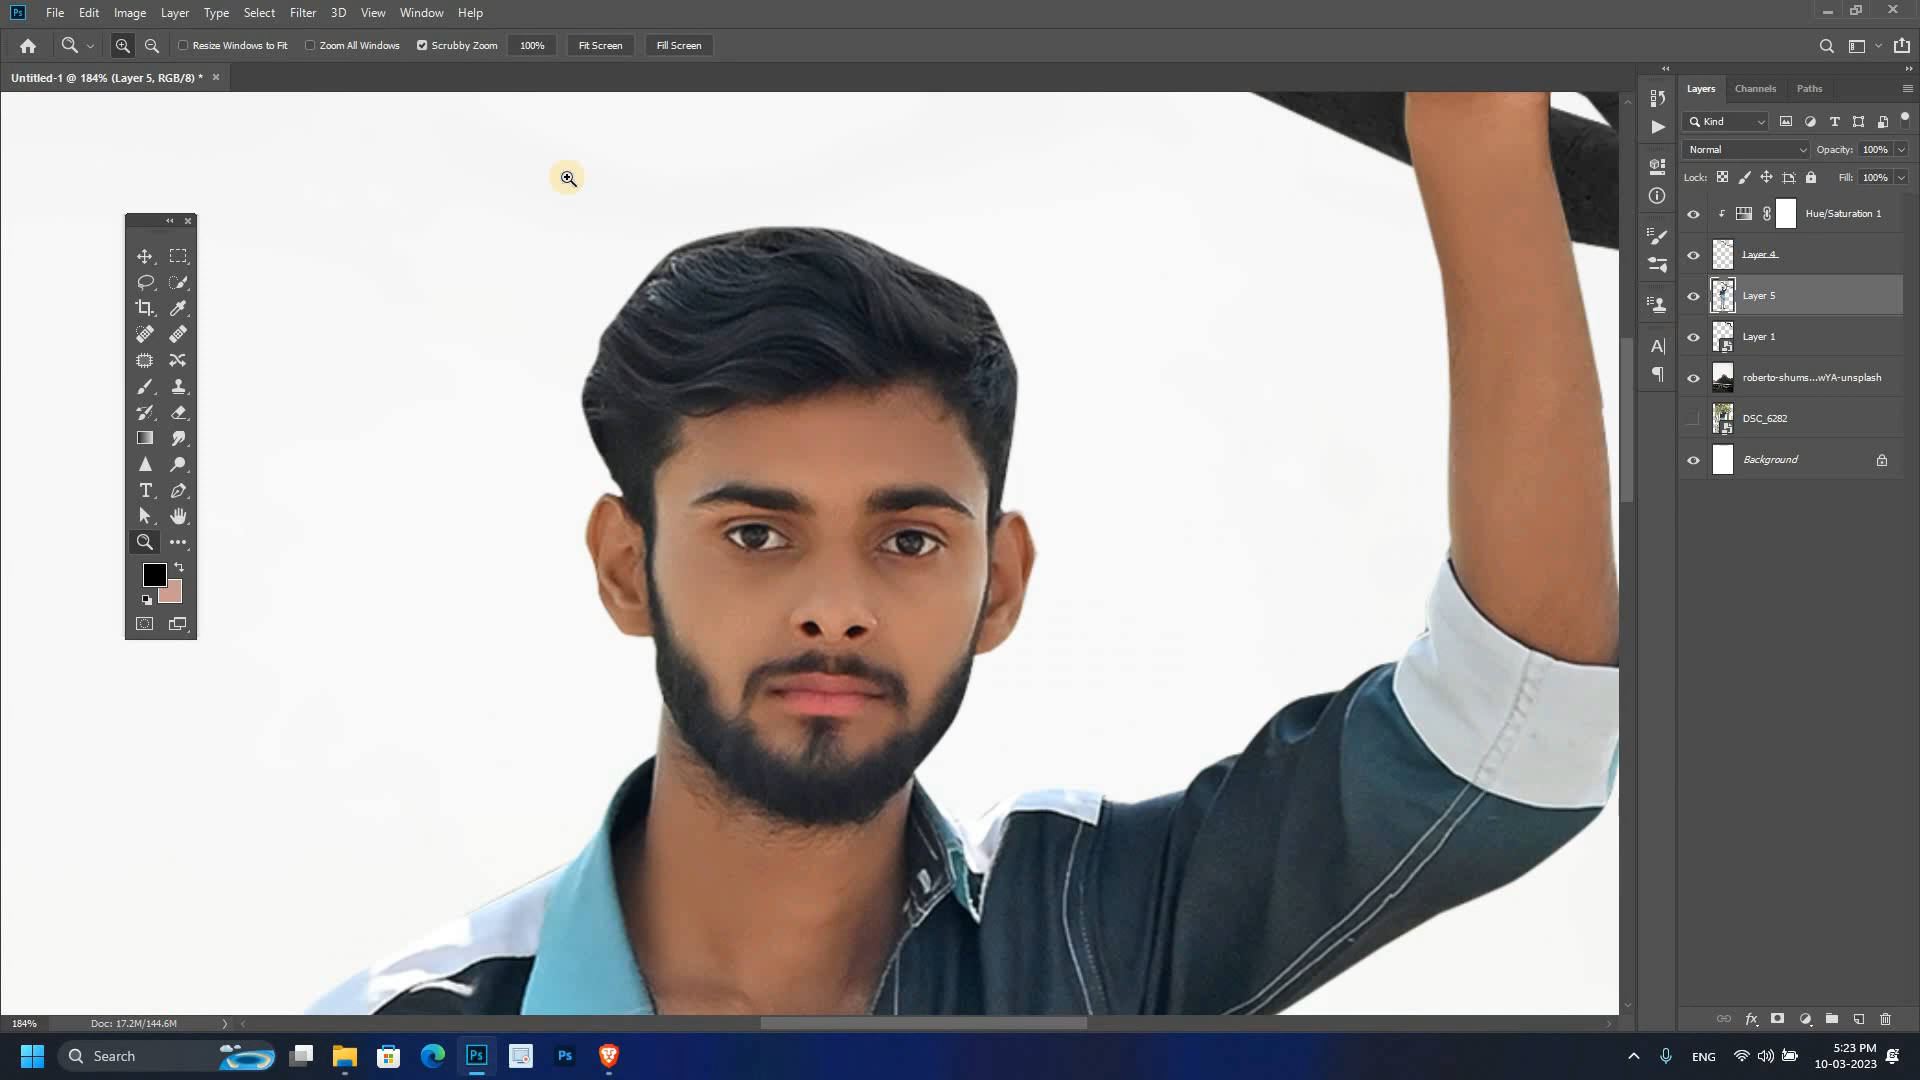 Ps File Edit Image Layer Type Select Filter 3D View Window Help
Resize Windows to Fit Zoom All Windows Scrubby Zoom 100% Fit Screen Fill Screen
Untitled-1 @ 184% (Layer 5, RGB/8) *
Layers Channels Paths
Kind
Normal Opacity: 100%
Lock: Fill: 100%
Hue/Saturation 1
Layer 4
Layer 5
Layer 1
roberto-shums...wYA-unsplash
DSC_6282
Background
184% Doc: 17.2M/144.6M
Search Ps Ps ENG 5:23 PM
10-03-2023